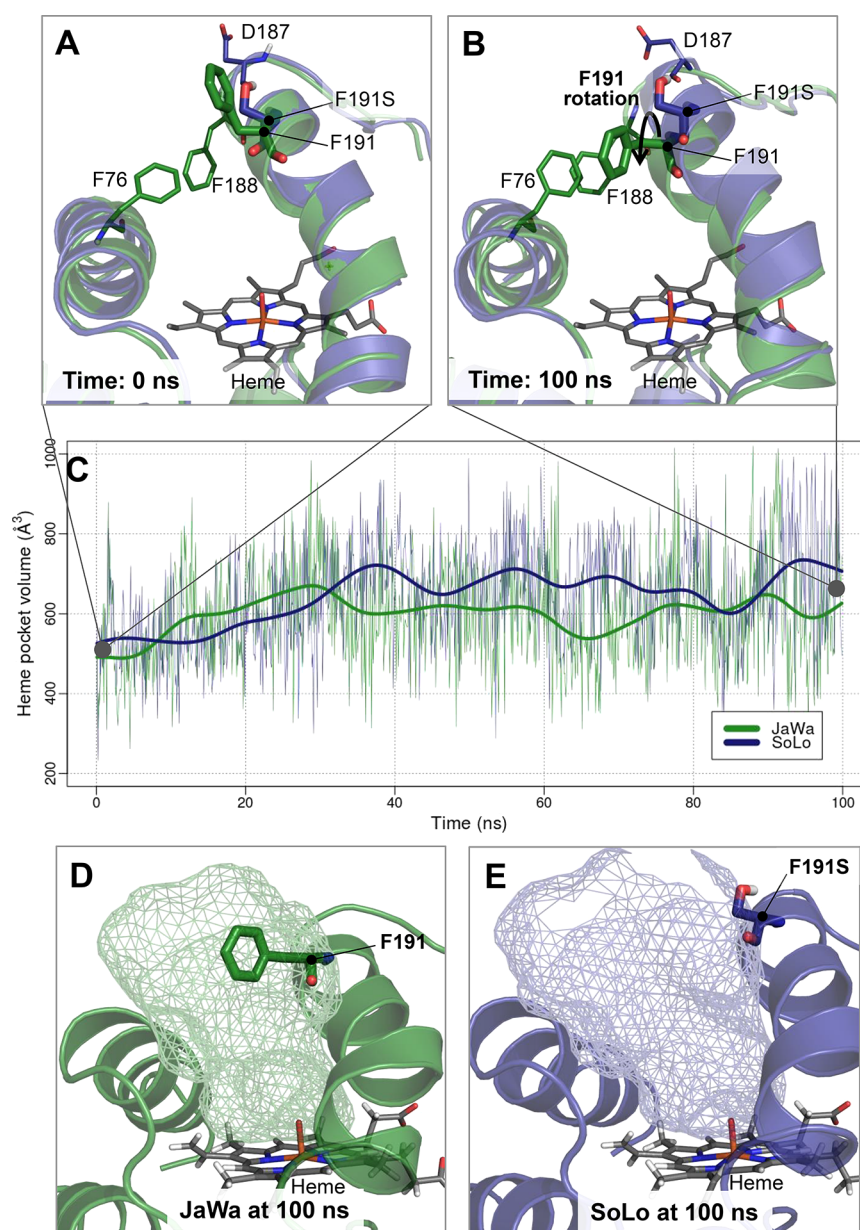 A
D187
F191S
F191
F76
F188
Time: 0 ns
Heme
B
D187
F191
rotation
F191S
F191
F76
F188
Time: 100 ns
Heme
C
Heme pocket volume (Å³)
1000
800
600
400
200
JaWa
SoLo
0
20
40
60
80
100
Time (ns)
D
F191
Heme
JaWa at 100 ns
E
F191S
Heme
SoLo at 100 ns